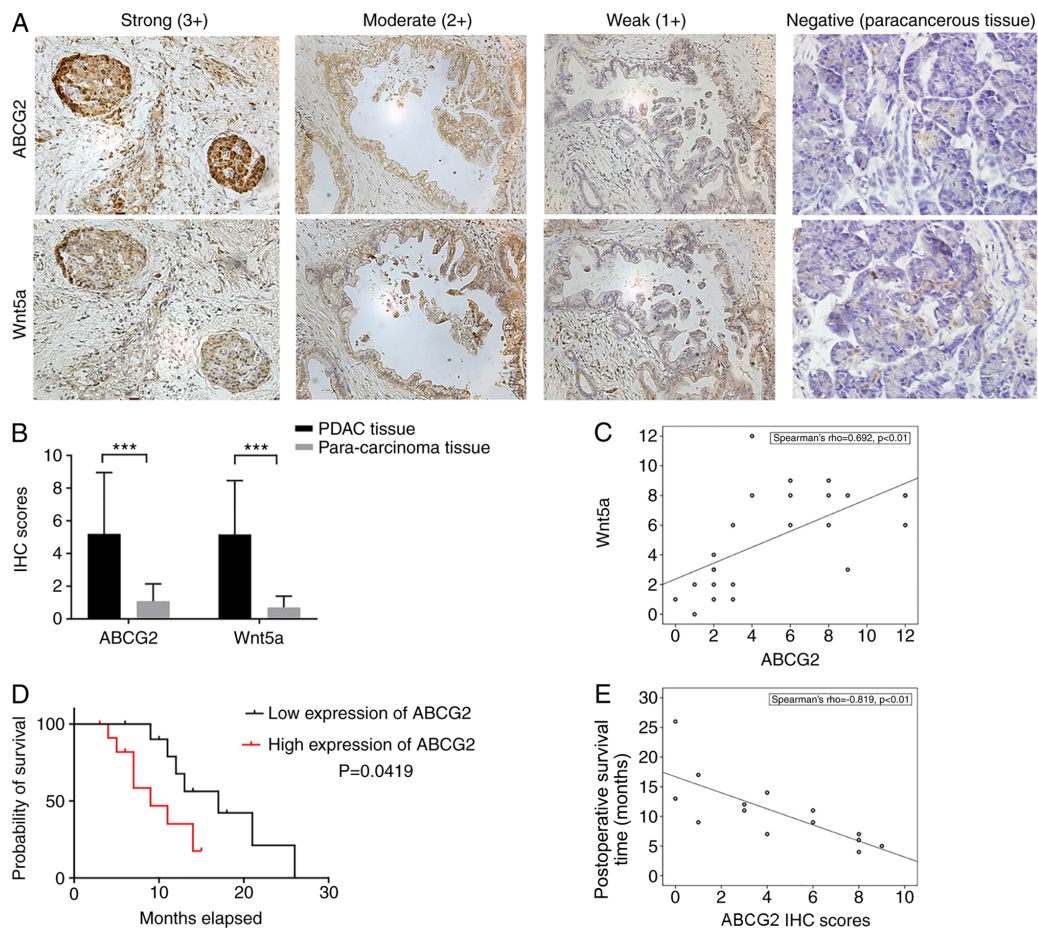 A
Strong (3+)
Moderate (2+)
Weak (1+)
Negative (paracancerous tissue)
ABCG2
Wnt5a
B
PDAC tissue
Para-carcinoma tissue
***
***
IHC scores
10
8
6
4
2
0
ABCG2
Wnt5a
C
Spearman's rho=0.692, p<0.01
Wnt5a
12
10
8
6
4
2
0
0 2 4 6 8 10 12
ABCG2
D
Low expression of ABCG2
High expression of ABCG2
P=0.0419
Probability of survival
100
50
0
0 10 20 30
Months elapsed
E
Spearman's rho=-0.819, p<0.01
Postoperative survival
time (months)
30
25
20
15
10
5
0
0 2 4 6 8 10
ABCG2 IHC scores